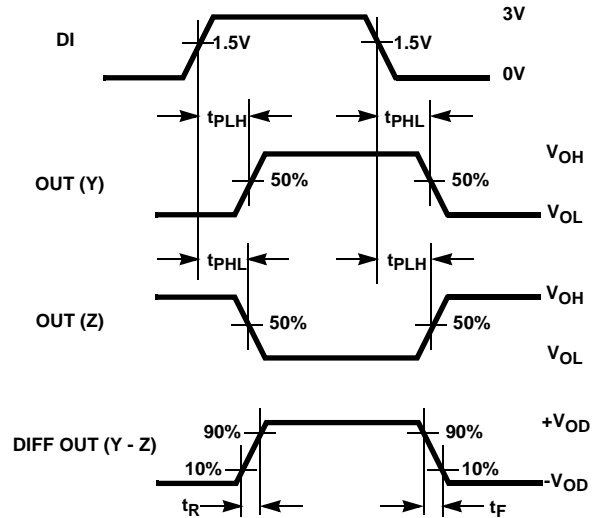 3V
DI
1.5V
1.5V
0V
tPLH
tPHL
VOH
OUT (Y)
50%
50%
VOL
tPHL
tPLH
VOH
OUT (Z)
50%
50%
VOL
+VOD
90%
90%
DIFF OUT (Y - Z)
10%
10%
-VOD
tR
tF